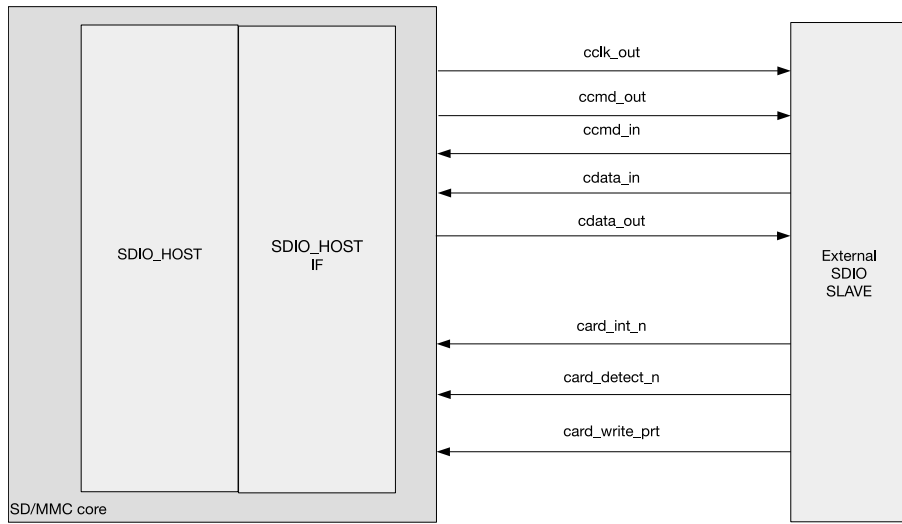 cclk_out
ccmd_out
ccmd_in
cdata_in
cdata_out
SDIO_HOST
SDIO_HOST
IF
External
SDIO
SLAVE
card_int_n
card_detect_n
card_write_prt
SD/MMC core